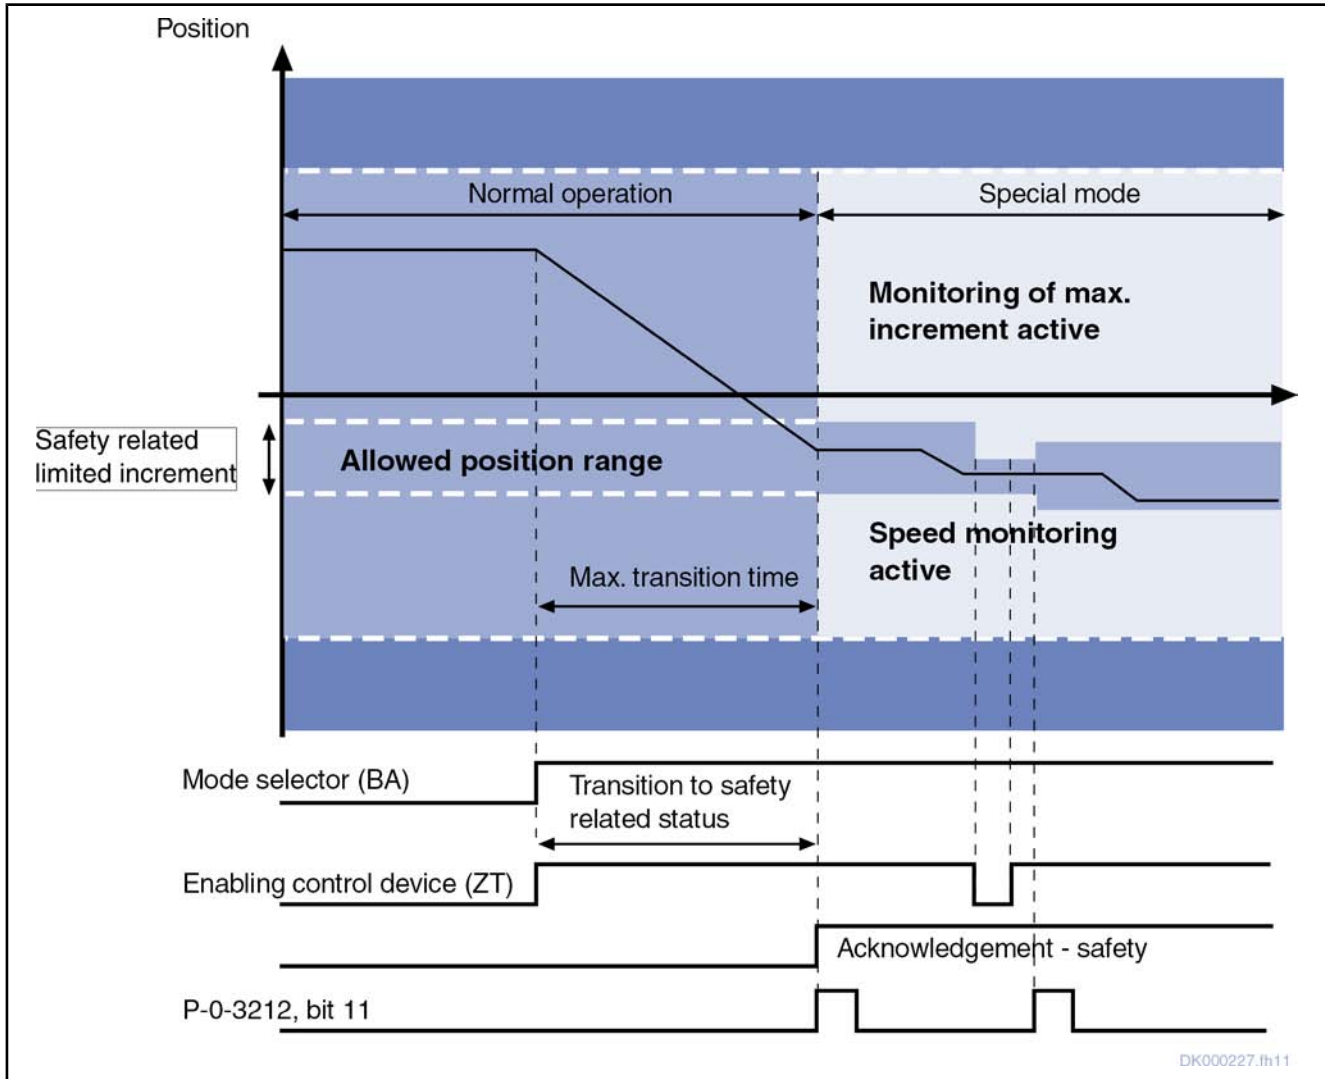 Position
Normal operation
Special mode
Monitoring of max.
increment active
Safety related
limited increment
Allowed position range
Speed monitoring
active
Max. transition time
Mode selector (BA)
Transition to safety
related status
Enabling control device (ZT)
Acknowledgement - safety
P-0-3212, bit 11
DK000227.fh11